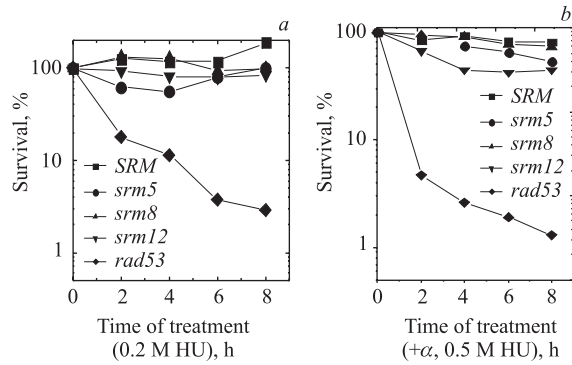 a
Survival, %
100
10
1
SRM
srm5
srm8
srm12
rad53
0 2 4 6 8
Time of treatment
(0.2 M HU), h
b
Survival, %
100
10
1
SRM
srm5
srm8
srm12
rad53
0 2 4 6 8
Time of treatment
(+α, 0.5 M HU), h